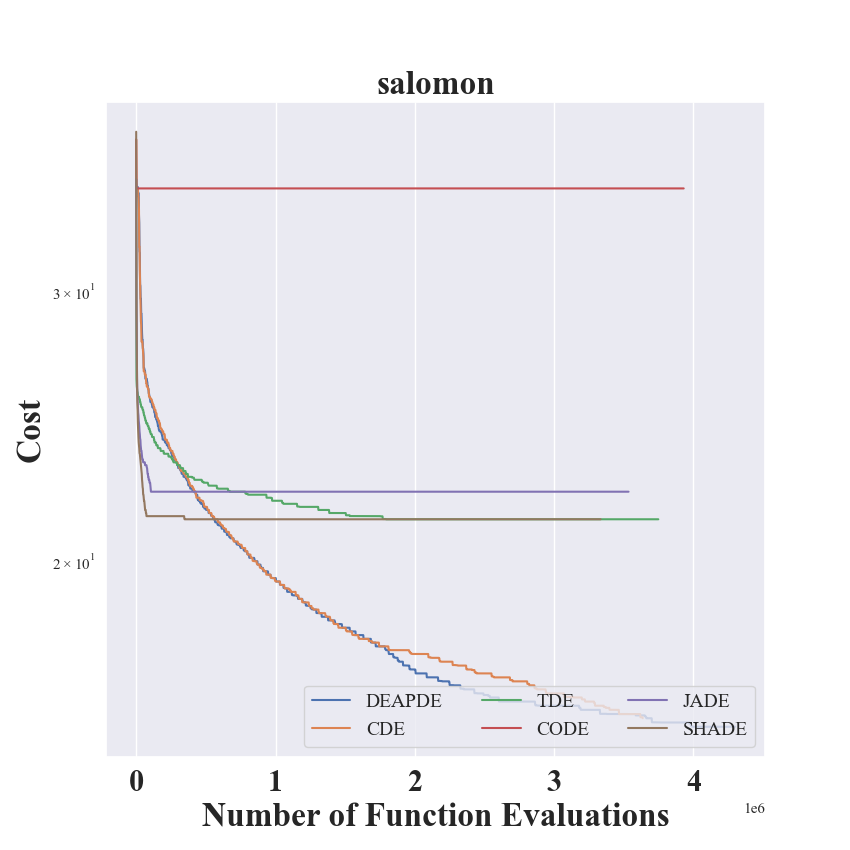 salomon
Cost
3 × 10¹
2 × 10¹
DEAPDE TDE JADE
CDE CODE SHADE
0 1 2 3 4
Number of Function Evaluations
1e6